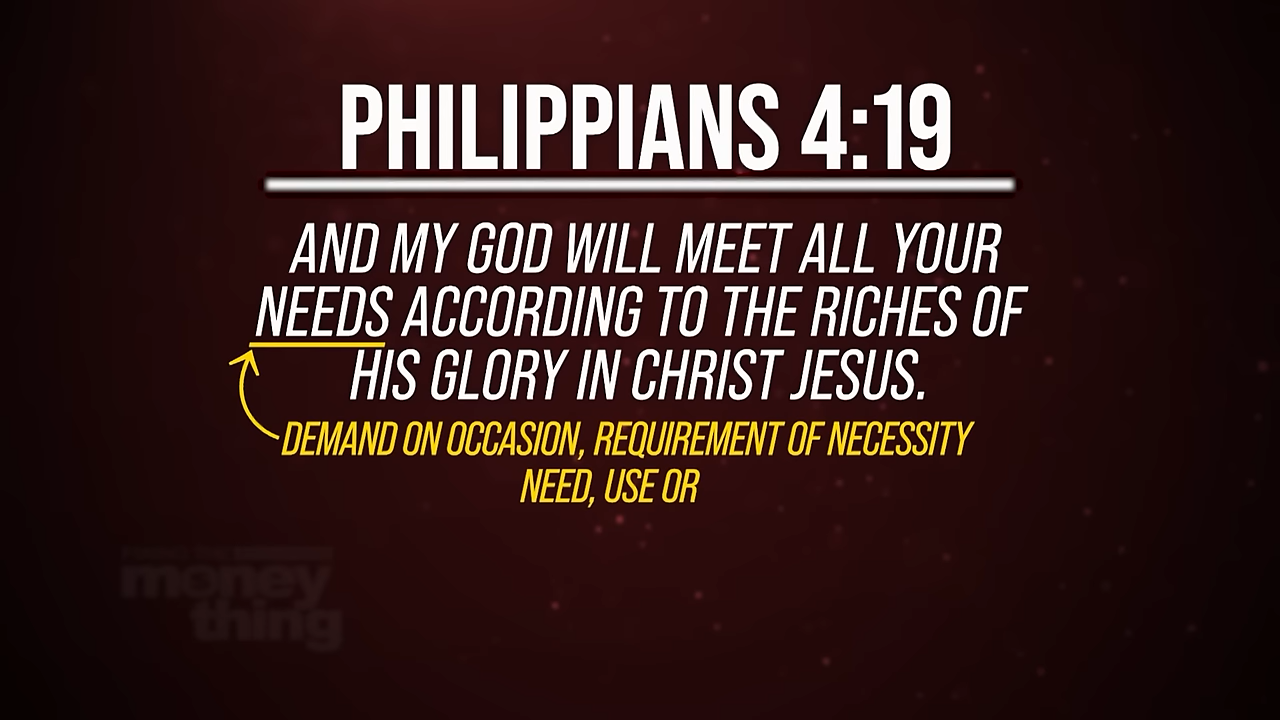 PHILIPPIANS 4:19
AND MY GOD WILL MEET ALL YOUR
NEEDS ACCORDING TO THE RICHES OF
HIS GLORY IN CHRIST JESUS.
DEMAND ON OCCASION, REQUIREMENT OF NECESSITY
NEED, USE OR
money
thing